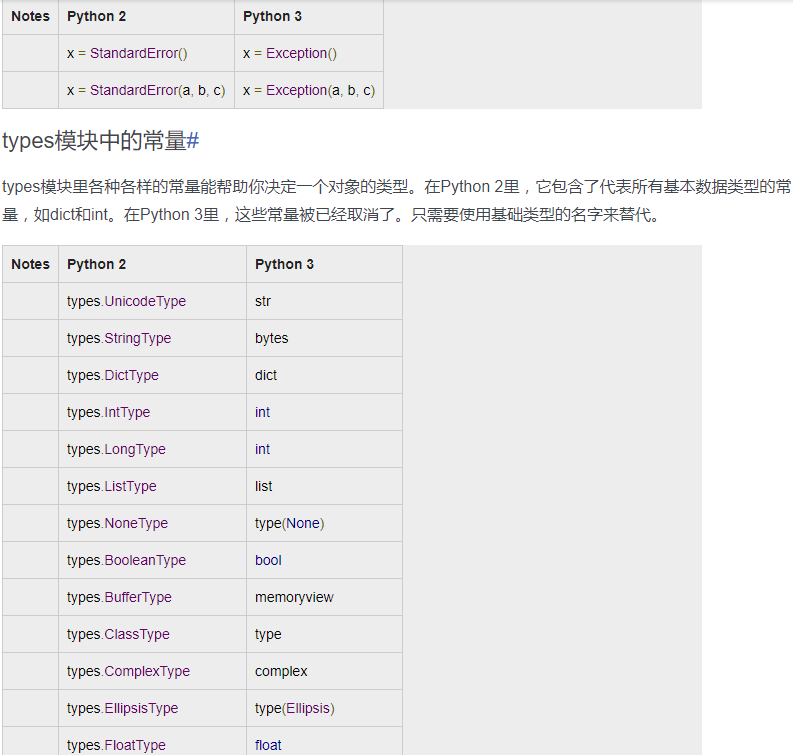 Notes Python 2 Python 3
x = StandardError() x = Exception()
x = StandardError(a, b, c) x = Exception(a, b, c)
types模块中的常量#
types模块里各种各样的常量能帮助你决定一个对象的类型。在Python 2里，它包含了代表所有基本数据类型的常
量，如dict和int。在Python 3里，这些常量被已经取消了。只需要使用基础类型的名字来替代。
Notes Python 2 Python 3
types.UnicodeType str
types.StringType bytes
types.DictType dict
types.IntType int
types.LongType int
types.ListType list
types.NoneType type(None)
types.BooleanType bool
types.BufferType memoryview
types.ClassType type
types.ComplexType complex
types.EllipsisType type(Ellipsis)
types.FloatType float